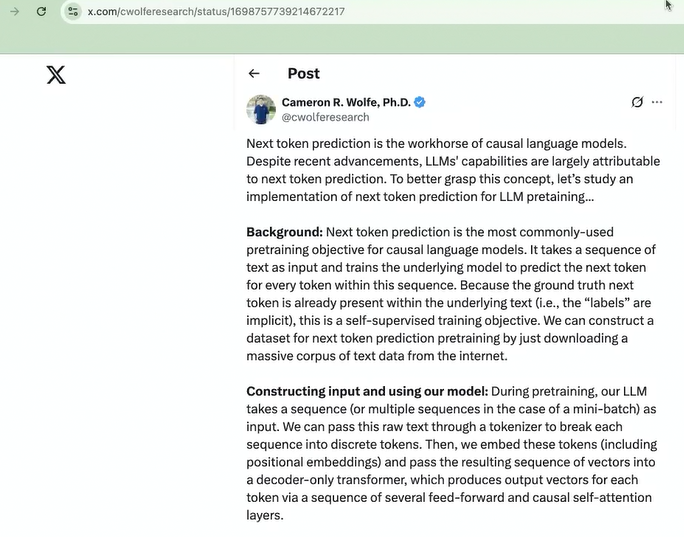 x.com/cwolferesearch/status/1698757739214672217
Post
Cameron R. Wolfe, Ph.D.
@cwolferesearch
Next token prediction is the workhorse of causal language models.
Despite recent advancements, LLMs' capabilities are largely attributable
to next token prediction. To better grasp this concept, let’s study an
implementation of next token prediction for LLM pretaining...
Background: Next token prediction is the most commonly-used
pretraining objective for causal language models. It takes a sequence of
text as input and trains the underlying model to predict the next token
for every token within this sequence. Because the ground truth next
token is already present within the underlying text (i.e., the “labels” are
implicit), this is a self-supervised training objective. We can construct a
dataset for next token prediction pretraining by just downloading a
massive corpus of text data from the internet.
Constructing input and using our model: During pretraining, our LLM
takes a sequence (or multiple sequences in the case of a mini-batch) as
input. We can pass this raw text through a tokenizer to break each
sequence into discrete tokens. Then, we embed these tokens (including
positional embeddings) and pass the resulting sequence of vectors into
a decoder-only transformer, which produces output vectors for each
token via a sequence of several feed-forward and causal self-attention
layers.